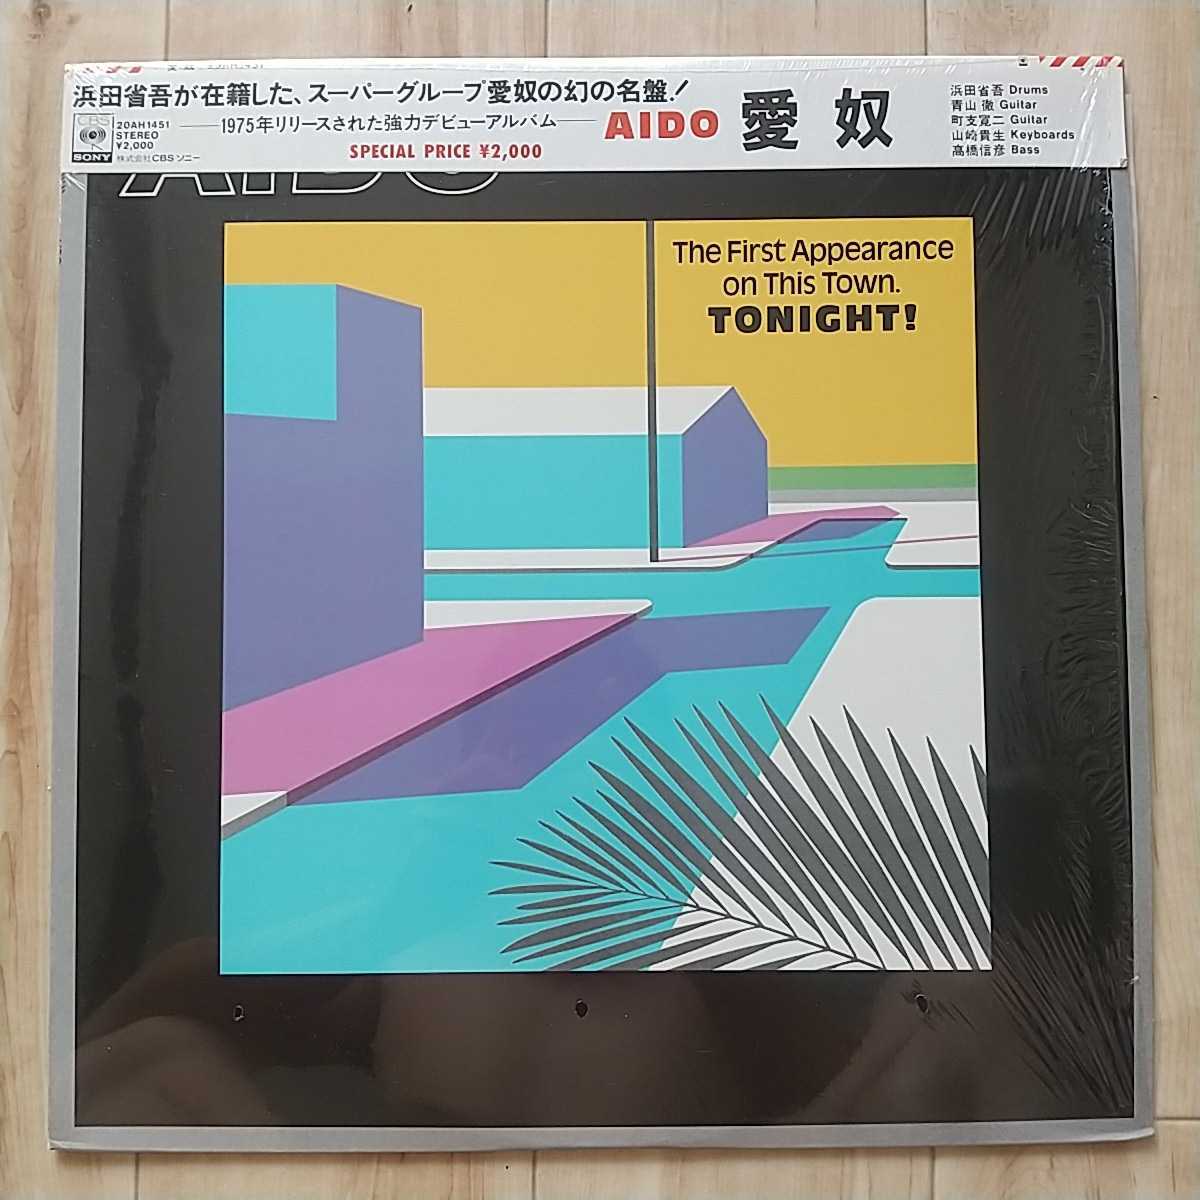 浜田省吾が在籍した、スーパーグループ愛奴の幻の名盤!
CBS
SONY
20AH1451
STEREO
¥2,000
株式会社CBSソニー
1975年リリースされた強力デビューアルバム
SPECIAL PRICE ¥2,000
AIDO 愛奴
浜田省吾 Drums
青山 徹 Guitar
町支寛二 Guitar
山崎貴生 Keyboards
高橋信彦 Bass
AIDO
The First Appearance
on This Town.
TONIGHT!